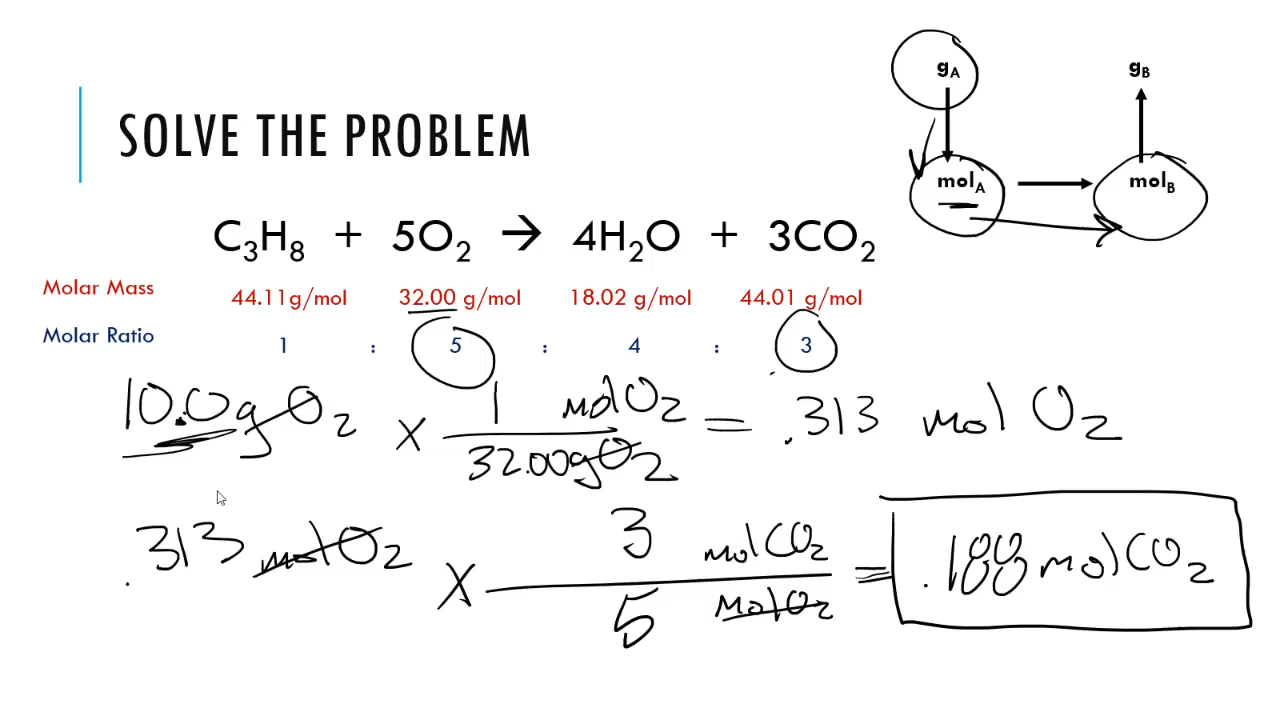 gA gB
SOLVE THE PROBLEM
molA molB
C3H8 + 5O2 → 4H2O + 3CO2
Molar Mass 44.11g/mol 32.00 g/mol 18.02 g/mol 44.01 g/mol
Molar Ratio 1 : 5 : 4 : 3
10.0g O2 × 1 mol O2 / 32.00g O2 = .313 mol O2
.313 mol O2 × 3 mol CO2 / 5 mol O2 = .188 mol CO2